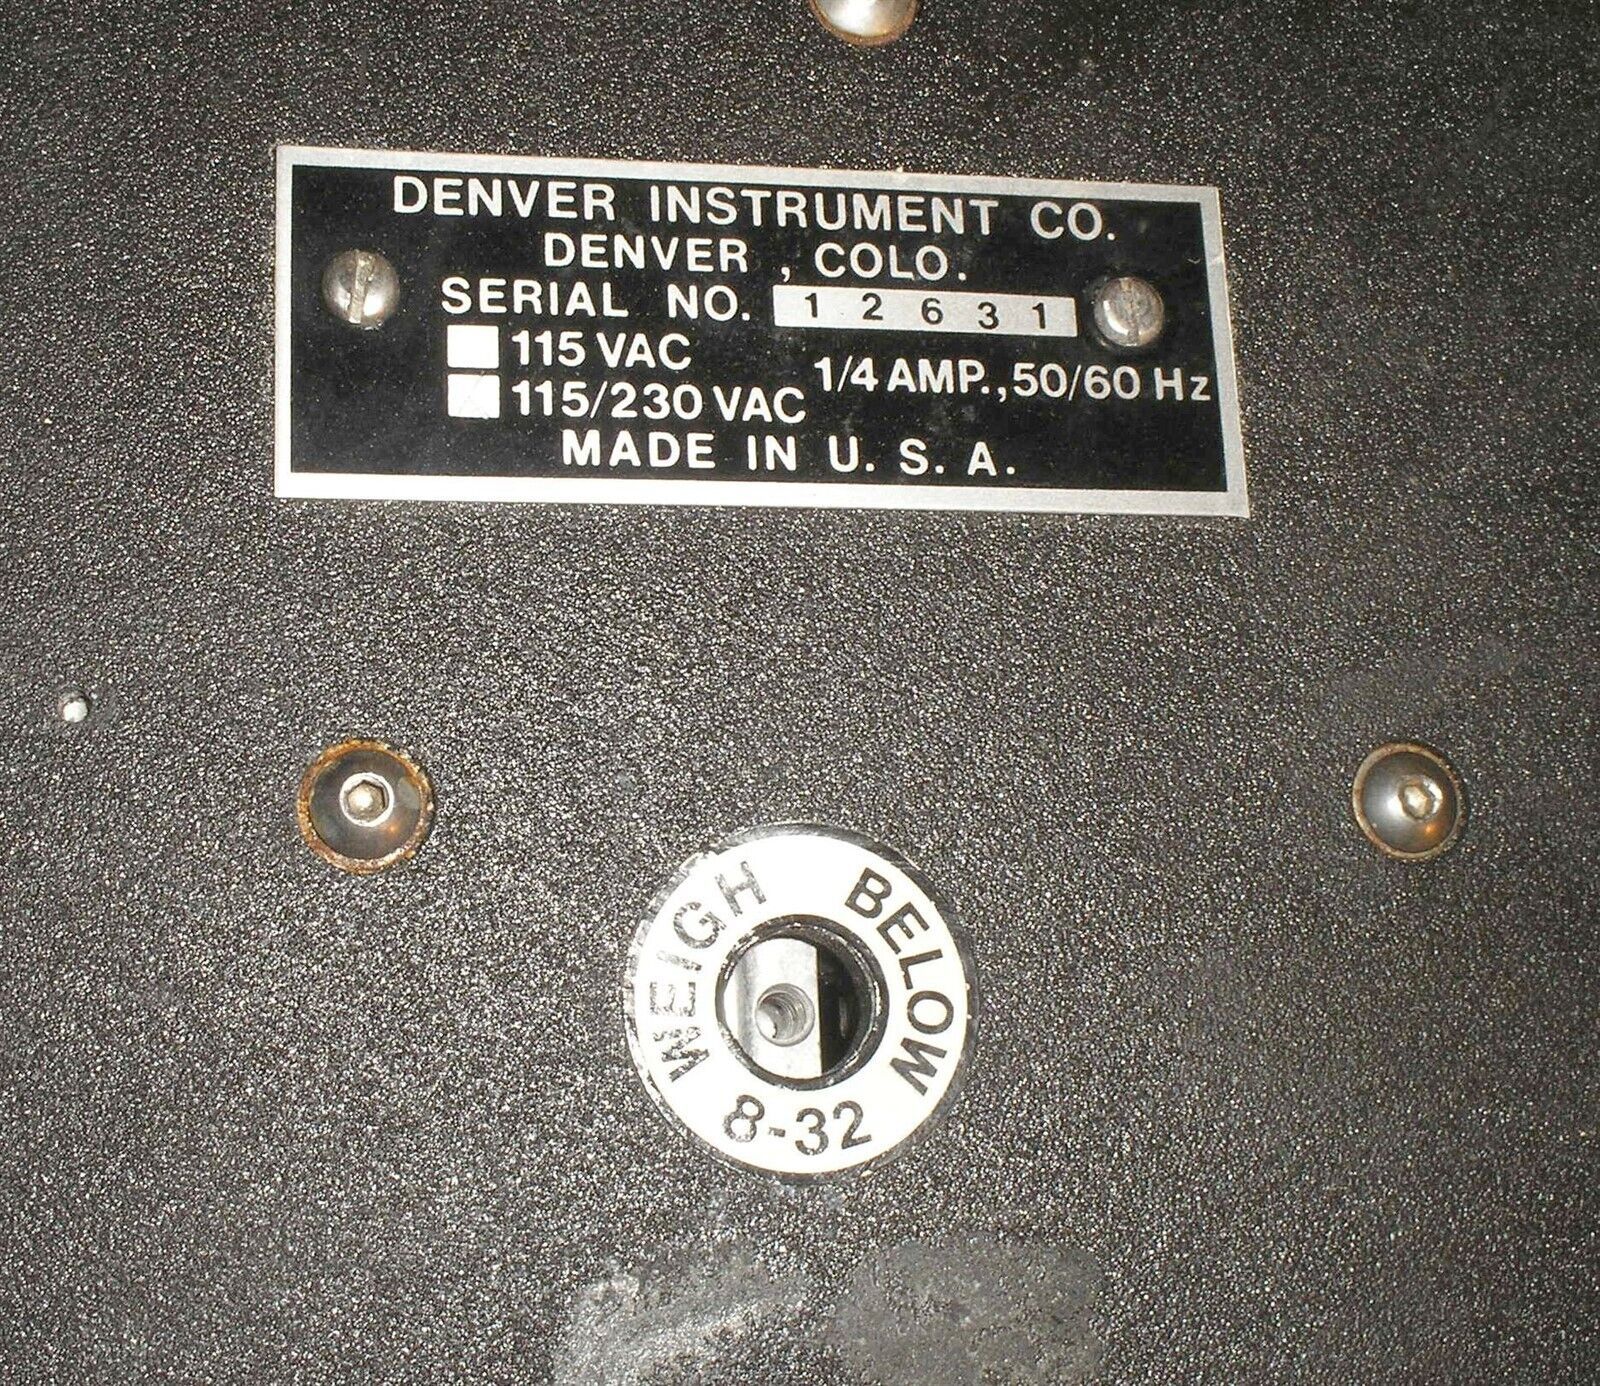 DENVER INSTRUMENT CO.
DENVER, COLO.
SERIAL NO. 12631
115 VAC
115/230 VAC 1/4 AMP., 50/60 Hz
MADE IN U. S. A.
WEIGH BELOW
8-32